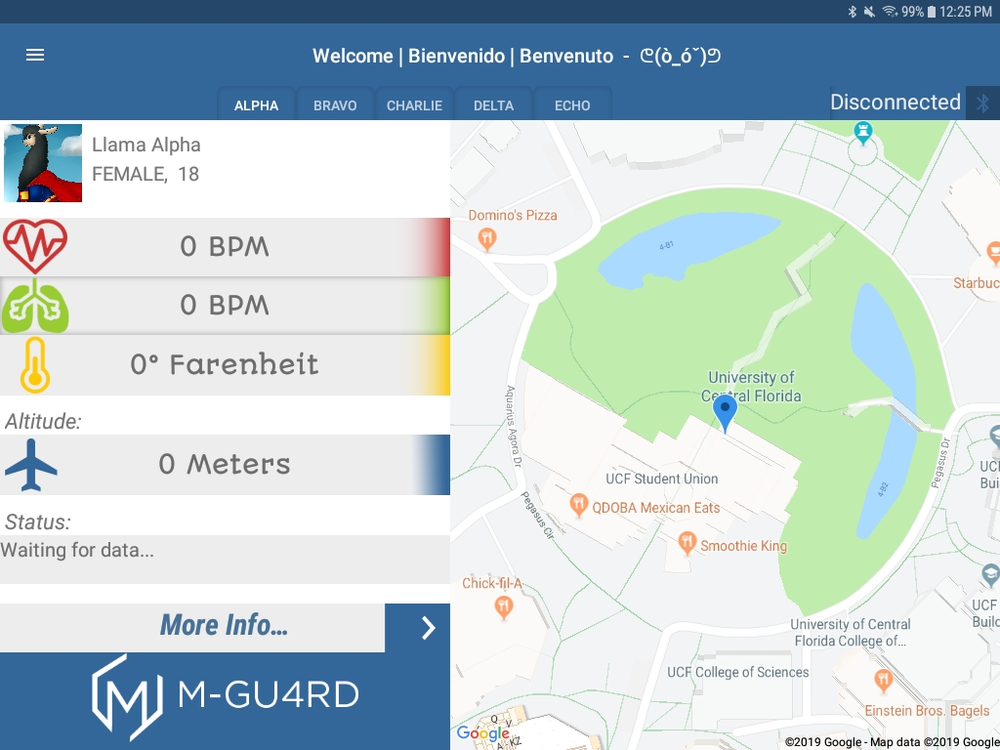 99% 12:25 PM
Welcome | Bienvenido | Benvenuto - ᕦ(ò_óˇ)ᕤ
ALPHA BRAVO CHARLIE DELTA ECHO
Disconnected
Llama Alpha
FEMALE, 18
0 BPM
0 BPM
0° Farenheit
Altitude:
0 Meters
Status:
Waiting for data...
More Info...
M-GU4RD
Domino's Pizza
4-B1
Starbuc
University of
Central Florida
Aquarius Agora Dr
Pegasus Dr
UCF Student Union
QDOBA Mexican Eats
4-B2
Pegasus Cir
Smoothie King
UCF
Bui
Chick-fil-A
UCF
Buildi
University of Central
Florida College of...
UCF College of Sciences
Einstein Bros. Bagels
Q V
A KZ
Google
©2019 Google - Map data ©2019 Google